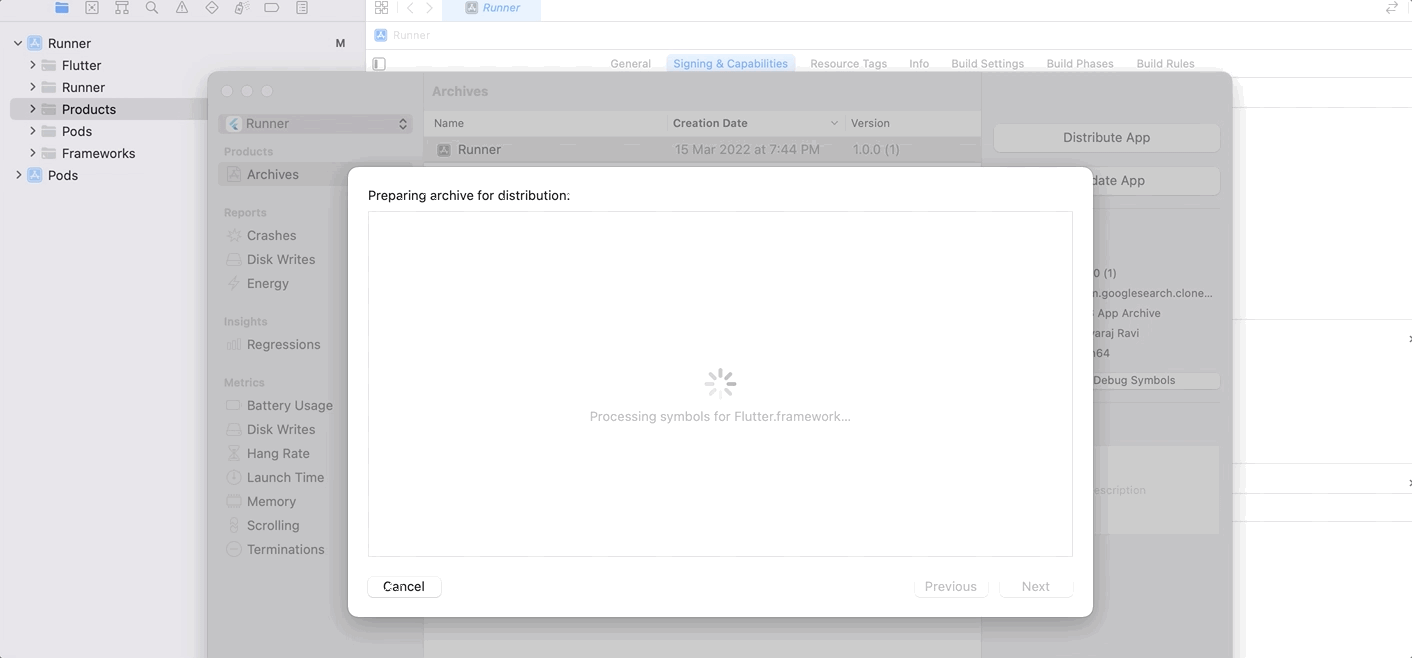 Runner
Runner
Runner M
Flutter
Runner
Products
Pods
Frameworks
Pods
General Signing & Capabilities Resource Tags Info Build Settings Build Phases Build Rules
Archives
Runner
Name Creation Date Version
Runner 15 Mar 2022 at 7:44 PM 1.0.0 (1)
Products
Archives
Reports
Crashes
Disk Writes
Energy
Insights
Regressions
Metrics
Battery Usage
Disk Writes
Hang Rate
Launch Time
Memory
Scrolling
Terminations
Distribute App
date App
0 (1)
m.googlesearch.clone...
App Archive
varaj Ravi
m64
Debug Symbols
escription
Preparing archive for distribution:
Processing symbols for Flutter.framework...
Cancel Previous Next